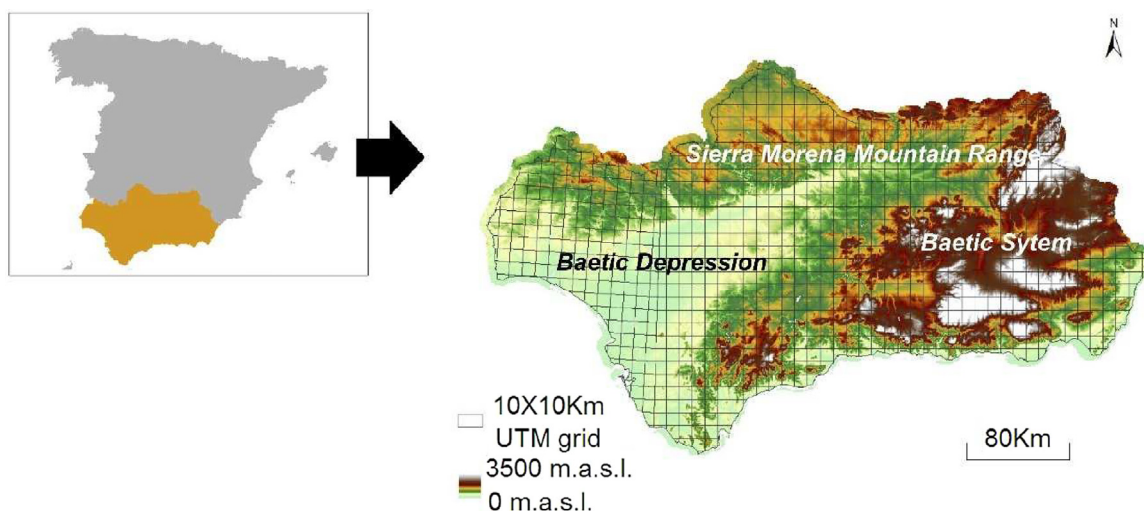 N
Sierra Morena Mountain Range
Baetic Sytem
Baetic Depression
10X10Km
UTM grid
80Km
3500 m.a.s.l.
0 m.a.s.l.